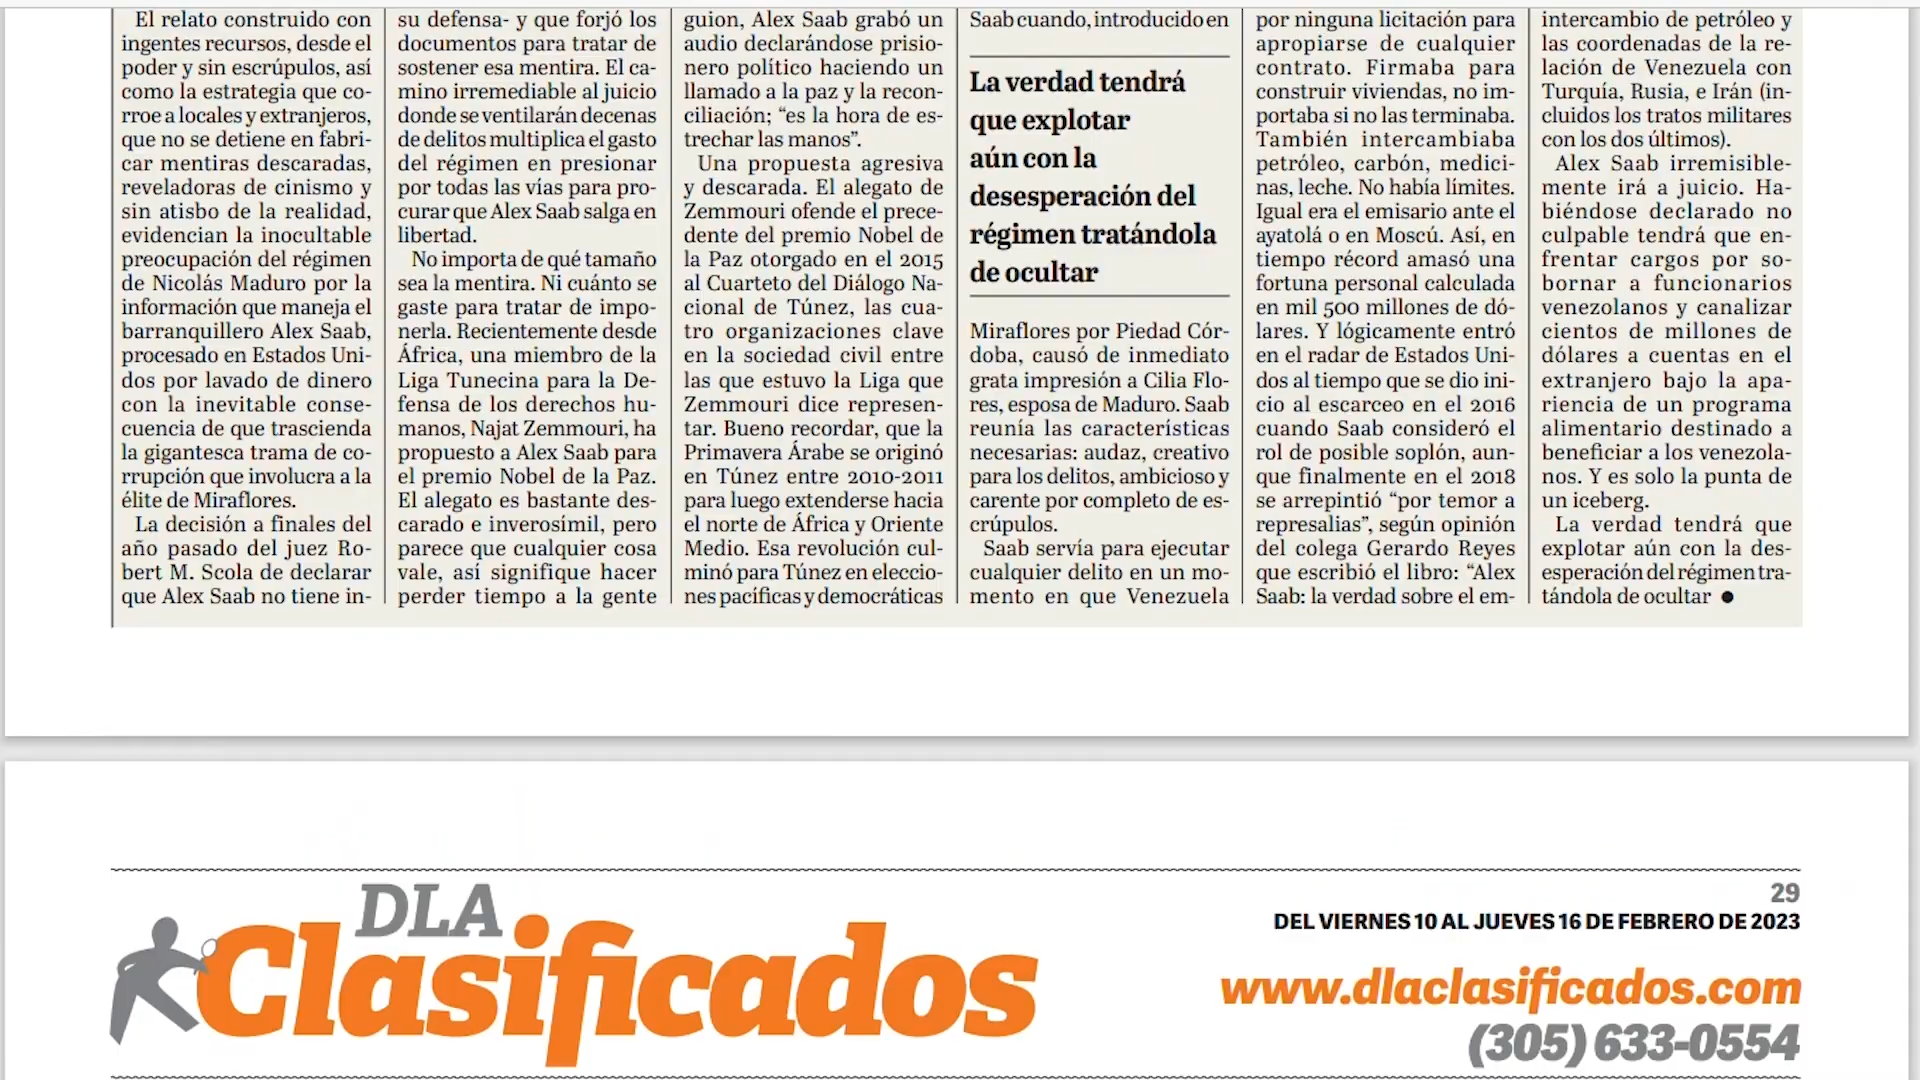 El relato construido con
ingentes recursos, desde el
poder y sin escrúpulos, así
como la estrategia que co-
rroe a locales y extranjeros,
que no se detiene en fabri-
car mentiras descaradas,
reveladoras de cinismo y
sin atisbo de la realidad,
evidencian la inocultable
preocupación del régimen
de Nicolás Maduro por la
información que maneja el
barranquillero Alex Saab,
procesado en Estados Uni-
dos por lavado de dinero
con la inevitable conse-
cuencia de que trascienda
la gigantesca trama de co-
rrupción que involucra a la
élite de Miraflores.
La decisión a finales del
año pasado del juez Ro-
bert M. Scola de declarar
que Alex Saab no tiene in-
su defensa- y que forjó los
documentos para tratar de
sostener esa mentira. El ca-
mino irremediable al juicio
donde se ventilarán decenas
de delitos multiplica el gasto
del régimen en presionar
por todas las vías para pro-
curar que Alex Saab salga en
libertad.
No importa de qué tamaño
sea la mentira. Ni cuánto se
gaste para tratar de impo-
nerla. Recientemente desde
África, una miembro de la
Liga Tunecina para la De-
fensa de los derechos hu-
manos, Najat Zemmouri, ha
propuesto a Alex Saab para
el premio Nobel de la Paz.
El alegato es bastante des-
carado e inverosímil, pero
parece que cualquier cosa
vale, así signifique hacer
perder tiempo a la gente
guion, Alex Saab grabó un
audio declarándose prisio-
nero político haciendo un
llamado a la paz y la recon-
ciliación; “es la hora de es-
trechar las manos”.
Una propuesta agresiva
y descarada. El alegato de
Zemmouri ofende el prece-
dente del premio Nobel de
la Paz otorgado en el 2015
al Cuarteto del Diálogo Na-
cional de Túnez, las cua-
tro organizaciones clave
en la sociedad civil entre
las que estuvo la Liga que
Zemmouri dice represen-
tar. Bueno recordar, que la
Primavera Árabe se originó
en Túnez entre 2010-2011
para luego extenderse hacia
el norte de África y Oriente
Medio. Esa revolución cul-
minó para Túnez en eleccio-
nes pacíficas y democráticas
Saab cuando, introducido en
La verdad tendrá
que explotar
aún con la
desesperación del
régimen tratándola
de ocultar
Miraflores por Piedad Cór-
doba, causó de inmediato
grata impresión a Cilia Flo-
res, esposa de Maduro. Saab
reunía las características
necesarias: audaz, creativo
para los delitos, ambicioso y
carente por completo de es-
crúpulos.
Saab servía para ejecutar
cualquier delito en un mo-
mento en que Venezuela
por ninguna licitación para
apropiarse de cualquier
contrato. Firmaba para
construir viviendas, no im-
portaba si no las terminaba.
También intercambiaba
petróleo, carbón, medici-
nas, leche. No había límites.
Igual era el emisario ante el
ayatolá o en Moscú. Así, en
tiempo récord amasó una
fortuna personal calculada
en mil 500 millones de dó-
lares. Y lógicamente entró
en el radar de Estados Uni-
dos al tiempo que se dio ini-
cio al escarceo en el 2016
cuando Saab consideró el
rol de posible soplón, aun-
que finalmente en el 2018
se arrepintió “por temor a
represalias”, según opinión
del colega Gerardo Reyes
que escribió el libro: “Alex
Saab: la verdad sobre el em-
intercambio de petróleo y
las coordenadas de la re-
lación de Venezuela con
Turquía, Rusia, e Irán (in-
cluidos los tratos militares
con los dos últimos).
Alex Saab irremisible-
mente irá a juicio. Ha-
biéndose declarado no
culpable tendrá que en-
frentar cargos por so-
bornar a funcionarios
venezolanos y canalizar
cientos de millones de
dólares a cuentas en el
extranjero bajo la apa-
riencia de un programa
alimentario destinado a
beneficiar a los venezola-
nos. Y es solo la punta de
un iceberg.
La verdad tendrá que
explotar aún con la des-
esperación del régimen tra-
tándola de ocultar ●
DLA
Clasificados
29
DEL VIERNES 10 AL JUEVES 16 DE FEBRERO DE 2023
www.dlaclasificados.com
(305) 633-0554